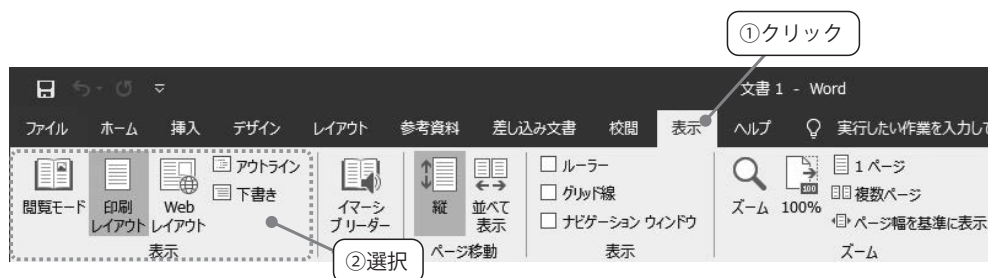 ①クリック
文書 1 - Word
ファイル ホーム 挿入 デザイン レイアウト 参考資料 差し込み文書 校閲 表示 ヘルプ 実行したい作業を入力して
閲覧モード
印刷
レイアウト
Web
レイアウト
アウトライン
下書き
表示
②選択
イマーシ
ブ リーダー
縦
並べて
表示
ページ移動
ルーラー
グリッド線
ナビゲーション ウィンドウ
表示
ズーム
100
100%
1 ページ
複数ページ
ページ幅を基準に表示
ズーム